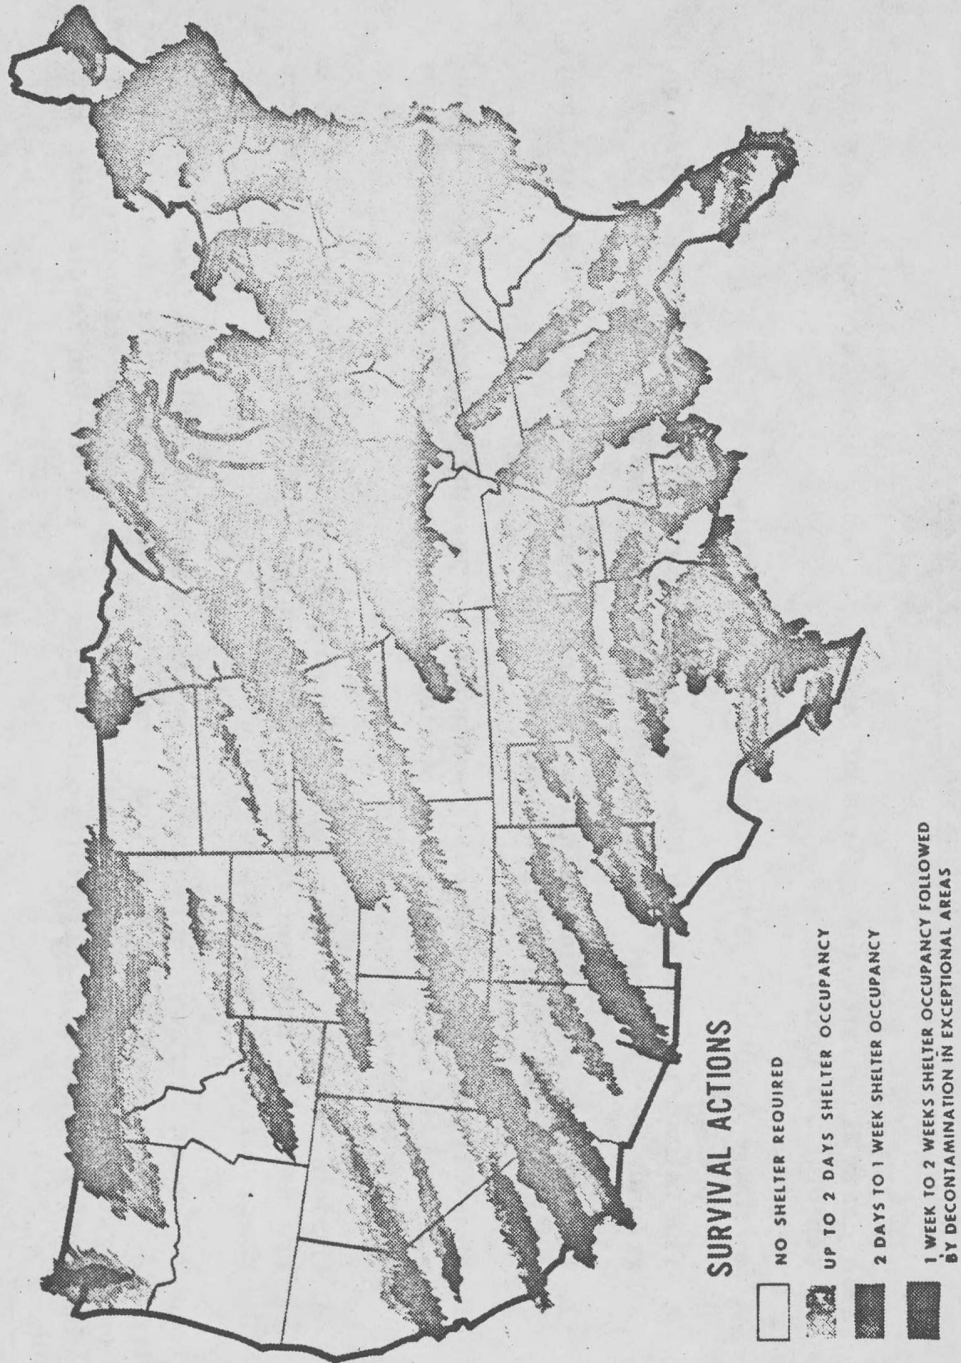 SURVIVAL ACTIONS
NO SHELTER REQUIRED
UP TO 2 DAYS SHELTER OCCUPANCY
2 DAYS TO 1 WEEK SHELTER OCCUPANCY
1 WEEK TO 2 WEEKS SHELTER OCCUPANCY FOLLOWED
BY DECONTAMINATION IN EXCEPTIONAL AREAS